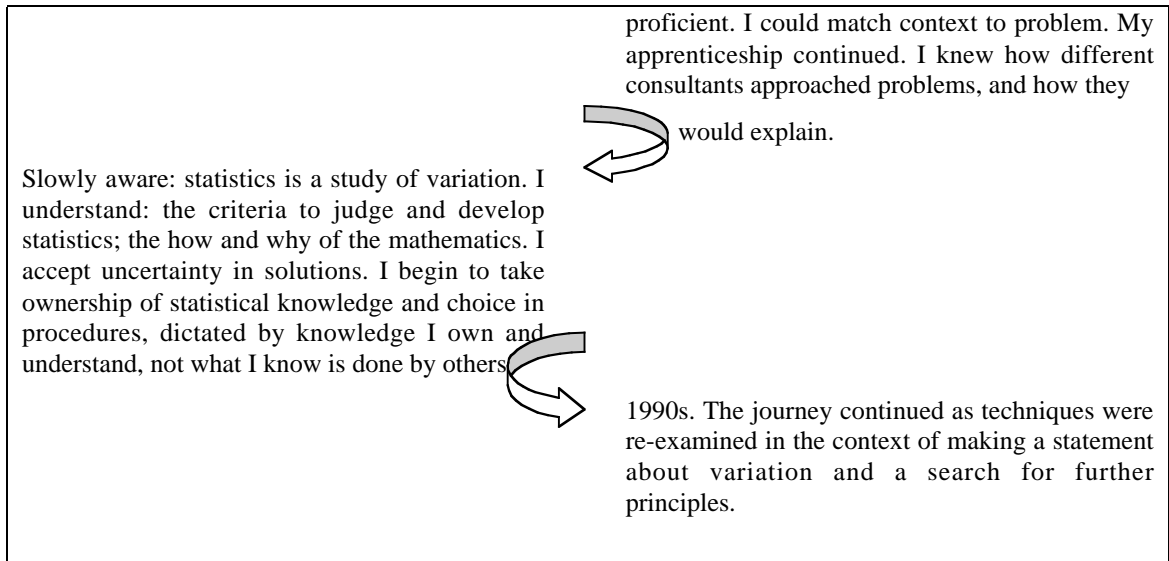 proficient. I could match context to problem. My
apprenticeship continued. I knew how different
consultants approached problems, and how they
would explain.
Slowly aware: statistics is a study of variation. I
understand: the criteria to judge and develop
statistics; the how and why of the mathematics. I
accept uncertainty in solutions. I begin to take
ownership of statistical knowledge and choice in
procedures, dictated by knowledge I own and
understand, not what I know is done by others
1990s. The journey continued as techniques were
re-examined in the context of making a statement
about variation and a search for further
principles.